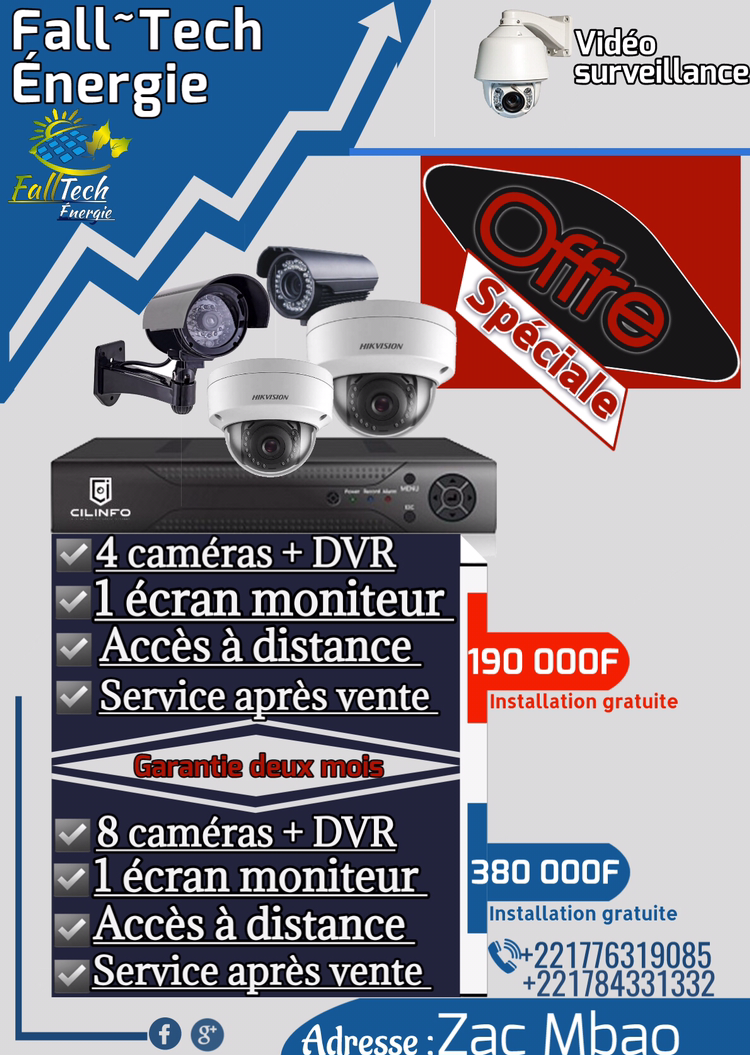 Fall~Tech
Énergie
FallTech
Énergie
Vidéo
surveillance
Offre
Spéciale
HIKVISION
HIKVISION
CILINFO
Power Record Alarm
MENU
ESC
4 caméras + DVR
1 écran moniteur
Accès à distance
Service après vente
190 000F
Installation gratuite
Garantie deux mois
8 caméras + DVR
1 écran moniteur
Accès à distance
Service après vente
380 000F
Installation gratuite
+221776319085
+221784331332
f g+
Adresse : Zac Mbao